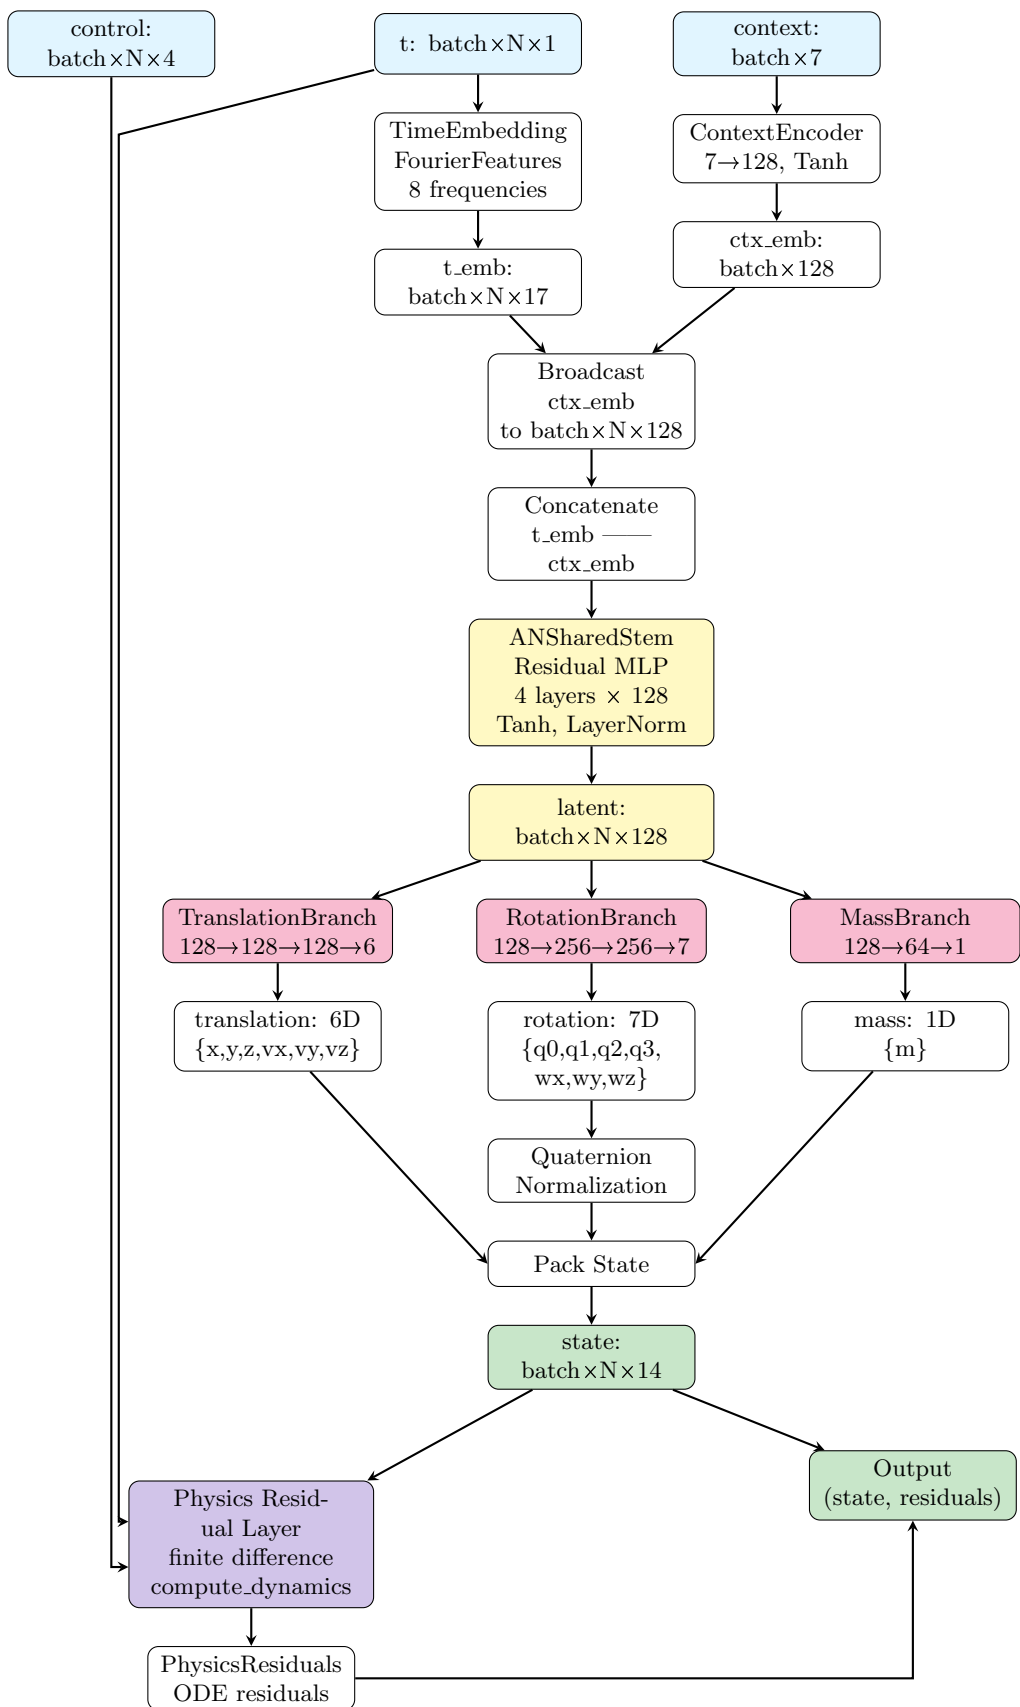 control:
batch×N×4
t: batch×N×1
context:
batch×7
TimeEmbedding
FourierFeatures
8 frequencies
ContextEncoder
7→128, Tanh
t_emb:
batch×N×17
ctx_emb:
batch×128
Broadcast
ctx_emb
to batch×N×128
Concatenate
t_emb ——
ctx_emb
ANSharedStem
Residual MLP
4 layers × 128
Tanh, LayerNorm
latent:
batch×N×128
TranslationBranch
128→128→128→6
RotationBranch
128→256→256→7
MassBranch
128→64→1
translation: 6D
{x,y,z,vx,vy,vz}
rotation: 7D
{q0,q1,q2,q3,
wx,wy,wz}
mass: 1D
{m}
Quaternion
Normalization
Pack State
state:
batch×N×14
Output
(state, residuals)
Physics Resid-
ual Layer
finite difference
compute_dynamics
PhysicsResiduals
ODE residuals